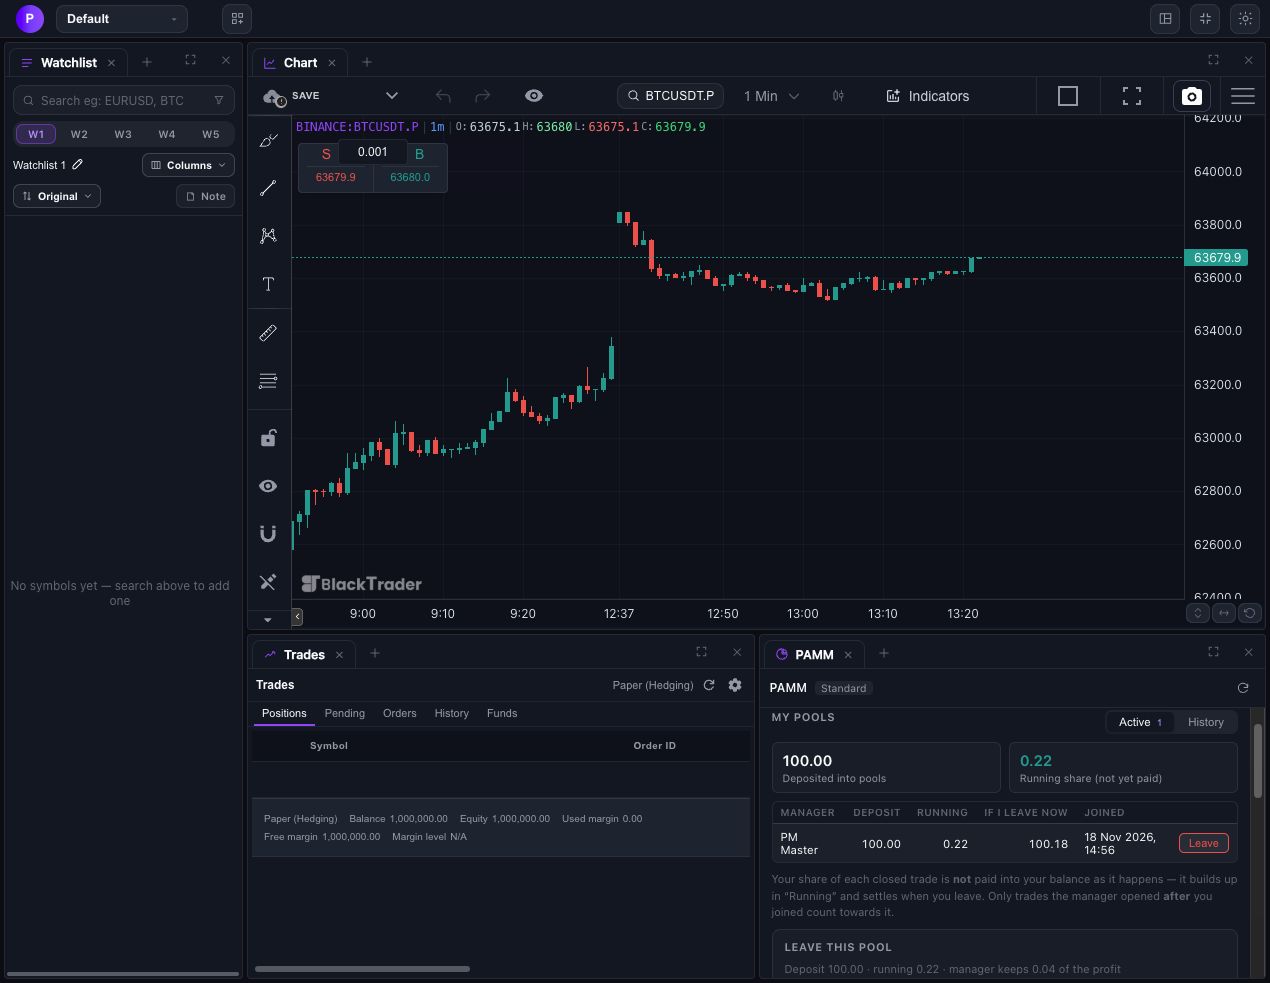 P
Default
Watchlist
Search eg: EURUSD, BTC
W1 W2 W3 W4 W5
Watchlist 1
Columns
Original
Note
No symbols yet — search above to add
one
Chart
SAVE
BTCUSDT.P
1 Min
Indicators
BINANCE:BTCUSDT.P 1m O:63675.1 H:63680 L:63675.1 C:63679.9
S 0.001 B
63679.9 63680.0
64200.0
64000.0
63800.0
63679.9
63600.0
63400.0
63200.0
63000.0
62800.0
62600.0
62400.0
BlackTrader
9:00 9:10 9:20 12:37 12:50 13:00 13:10 13:20
Trades
Trades
Paper (Hedging)
Positions Pending Orders History Funds
Symbol Order ID
Paper (Hedging) Balance 1,000,000.00 Equity 1,000,000.00 Used margin 0.00
Free margin 1,000,000.00 Margin level N/A
PAMM
PAMM Standard
MY POOLS
Active 1 History
100.00
Deposited into pools
0.22
Running share (not yet paid)
MANAGER DEPOSIT RUNNING IF I LEAVE NOW JOINED
PM
Master
100.00 0.22 100.18
18 Nov 2026,
14:56
Leave
Your share of each closed trade is not paid into your balance as it happens — it builds up
in “Running” and settles when you leave. Only trades the manager opened after you
joined count towards it.
LEAVE THIS POOL
Deposit 100.00 · running 0.22 · manager keeps 0.04 of the profit